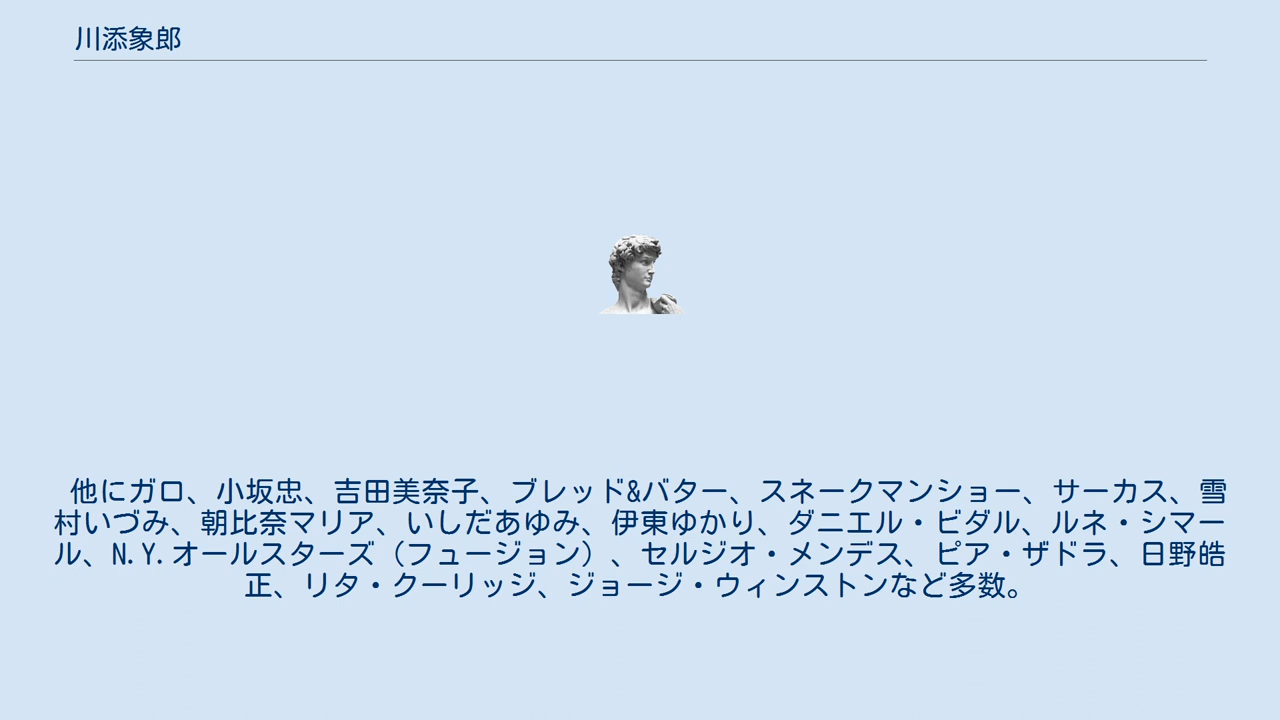 川添象郎
他にガロ、小坂忠、吉田美奈子、ブレッド&バター、スネークマンショー、サーカス、雪
村いづみ、朝比奈マリア、いしだあゆみ、伊東ゆかり、ダニエル・ビダル、ルネ・シマー
ル、N.Y.オールスターズ（フュージョン）、セルジオ・メンデス、ピア・ザドラ、日野皓
正、リタ・クーリッジ、ジョージ・ウィンストンなど多数。